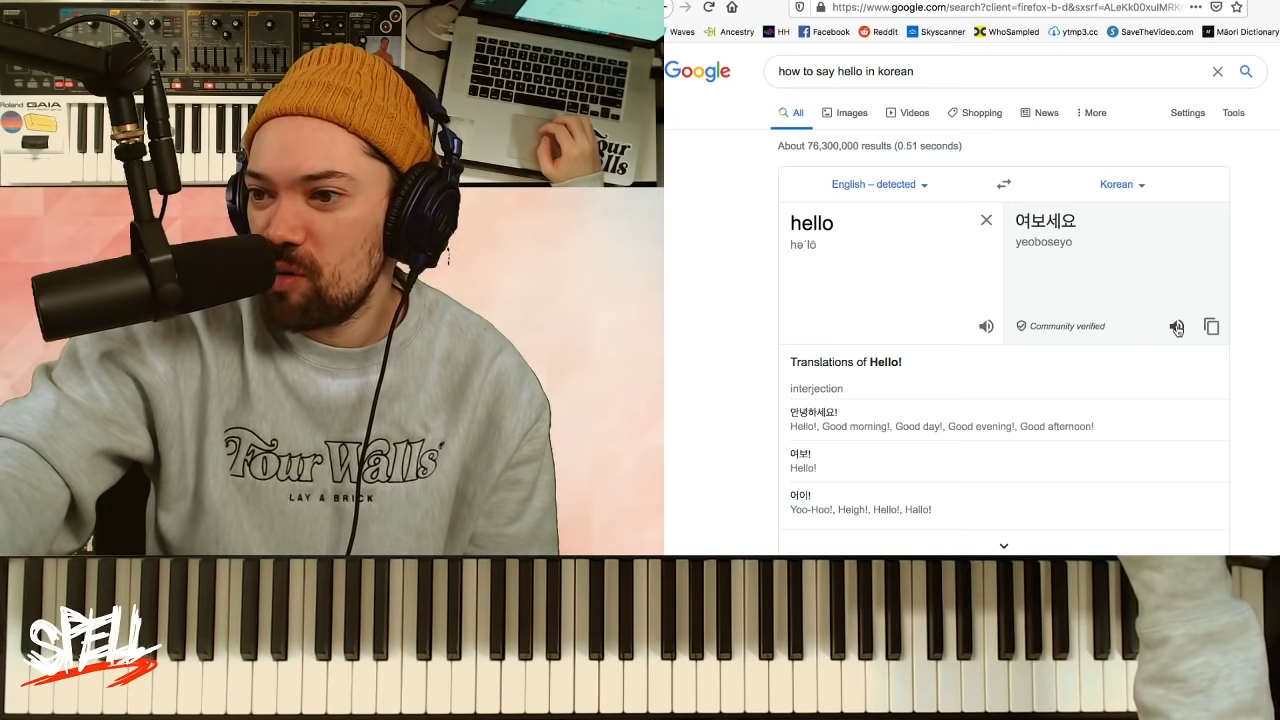 https://www.google.com/search?client=firefox-b-d&sxsrf=ALeKk00xuIMRK
Waves Ancestry HH Facebook Reddit Skyscanner WhoSampled ytmp3.cc SaveTheVideo.com Māori Dictionary
Google how to say hello in korean
All Images Videos Shopping News More Settings Tools
About 76,300,000 results (0.51 seconds)
English – detected Korean
hello 여보세요
həˈlō yeoboseyo
Community verified
Translations of Hello!
interjection
안녕하세요!
Hello!, Good morning!, Good day!, Good evening!, Good afternoon!
여보!
Hello!
어이!
Yoo-Hoo!, Heigh!, Hello!, Hallo!
Roland GAIA
Four Walls
LAY A BRICK
SPELL